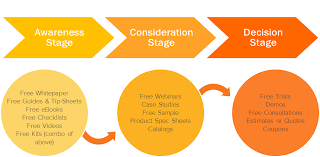 Awareness
Stage
Consideration
Stage
Decision
Stage
Free Whitepaper
Free Guides & Tip Sheets
Free eBooks
Free Checklists
Free Videos
Free Kits (combo of
above)
Free Webinars
Case Studies
Free Sample
Product Spec Sheets
Catalogs
Free Trials
Demos
Free Consultations
Estimates or Quotes
Coupons